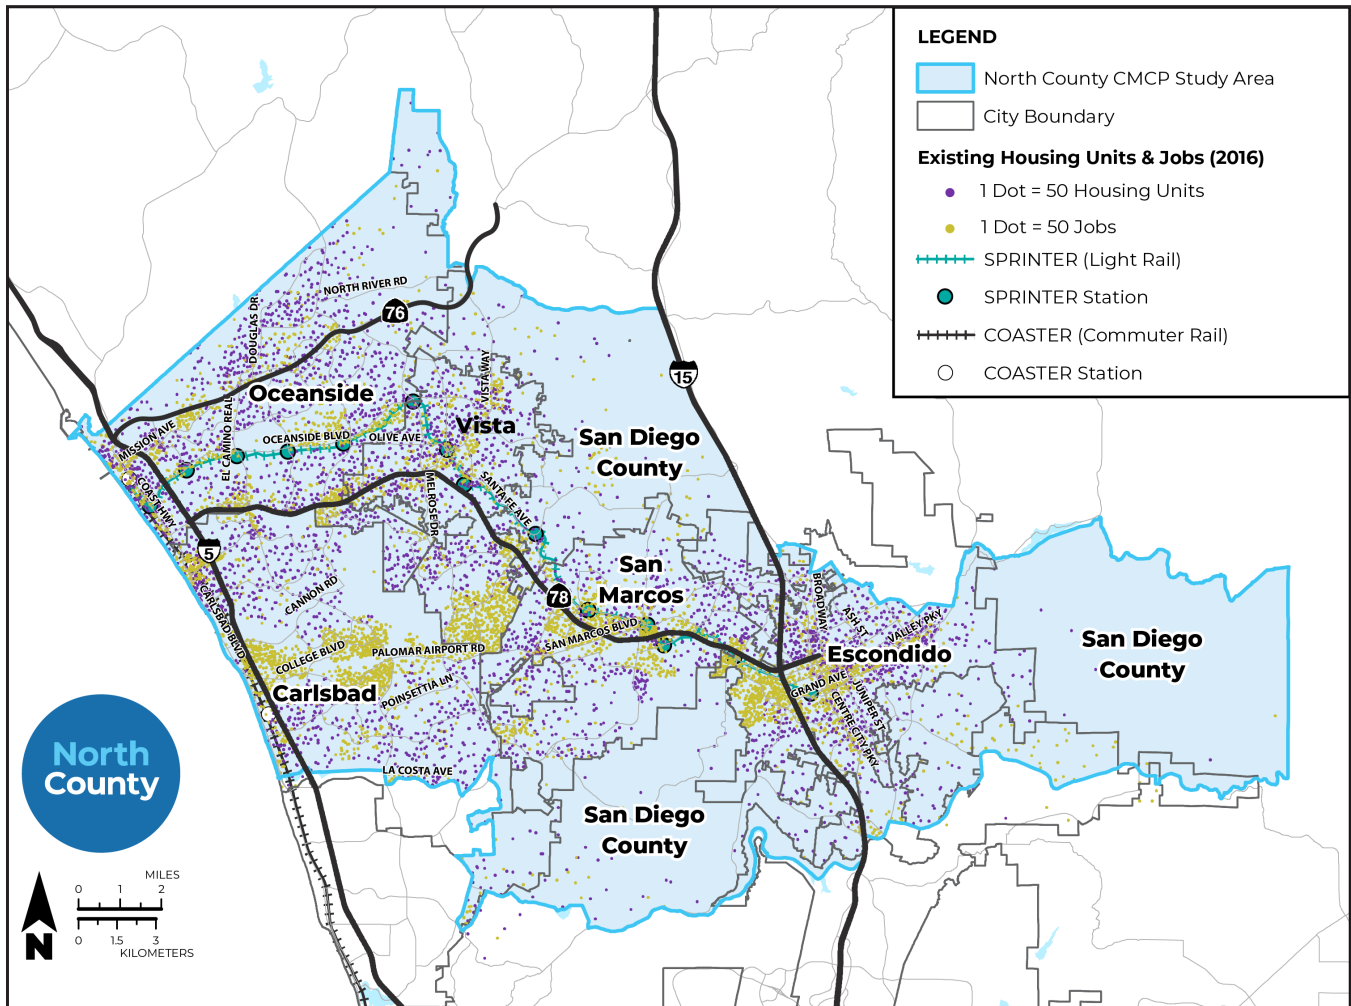 LEGEND
North County CMCP Study Area
City Boundary
Existing Housing Units & Jobs (2016)
1 Dot = 50 Housing Units
1 Dot = 50 Jobs
SPRINTER (Light Rail)
SPRINTER Station
COASTER (Commuter Rail)
COASTER Station
NORTH RIVER RD
76
DOUGLAS DR
15
VISTA WAY
Oceanside
EL CAMINO REAL
Vista
MISSION AVE
OCEANSIDE BLVD
OLIVE AVE
San Diego
County
COAST HWY
MELROSE DR
SANTA FE AVE
5
San
Marcos
78
CANNON RD
CARLSBAD BLVD
BROADWAY
ASH ST
VALLEY PKY
COLLEGE BLVD
PALOMAR AIRPORT RD
SAN MARCOS BLVD
Escondido
San Diego
County
Carlsbad
POINSETTIA LN
GRAND AVE
JUNIPER ST
CENTRE CITY PKY
LA COSTA AVE
North
County
San Diego
County
0 1 2
MILES
0 1.5 3
KILOMETERS
N